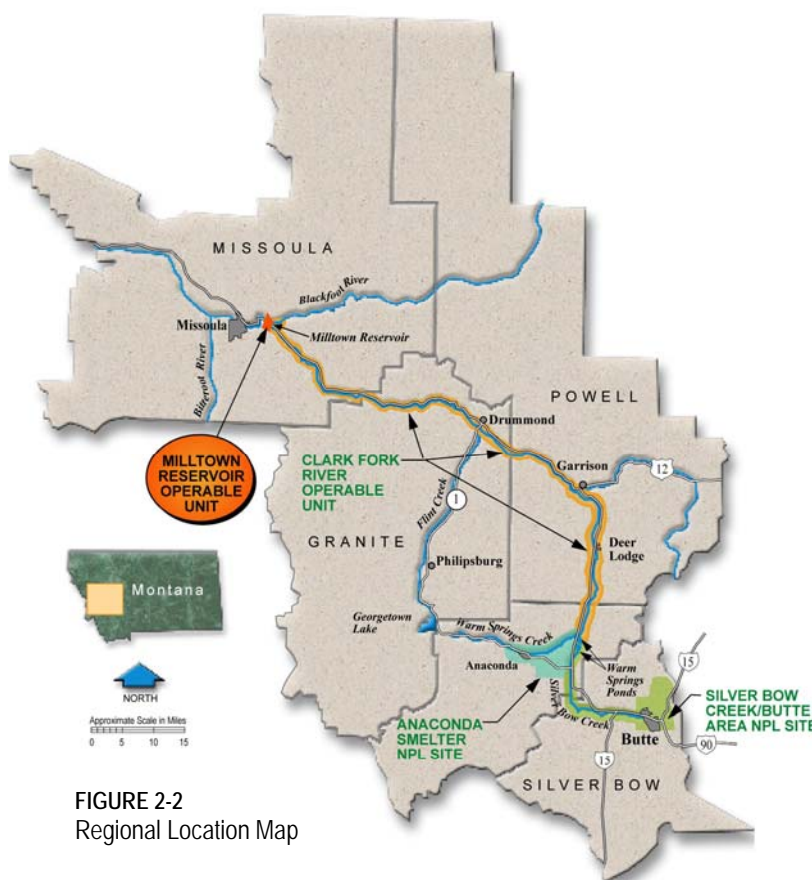 MISSOULA
Blackfoot River
Missoula
Milltown Reservoir
Bitterroot River
POWELL
Drummond
MILLTOWN
RESERVOIR
OPERABLE
UNIT
CLARK FORK
RIVER
OPERABLE
UNIT
Garrison
12
Flint Creek
1
GRANITE
Deer
Lodge
Philipsburg
Montana
Georgetown
Lake
Warm Springs Creek
Anaconda
Warm
Springs
Ponds
15
NORTH
Silver
Bow Creek
SILVER BOW
CREEK/BUTTE
AREA NPL SITE
ANACONDA
SMELTER
NPL SITE
Butte
90
Approximate Scale in Miles
0 5 10 15
15
SILVER BOW
FIGURE 2-2
Regional Location Map